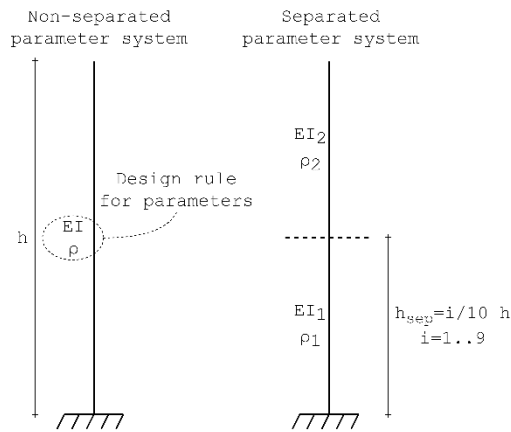 Non-separated
parameter system
Separated
parameter system
EI₂
ρ₂
Design rule
for parameters
EI
ρ
h
EI₁
ρ₁
hₛₑₚ=i/10 h
i=1..9